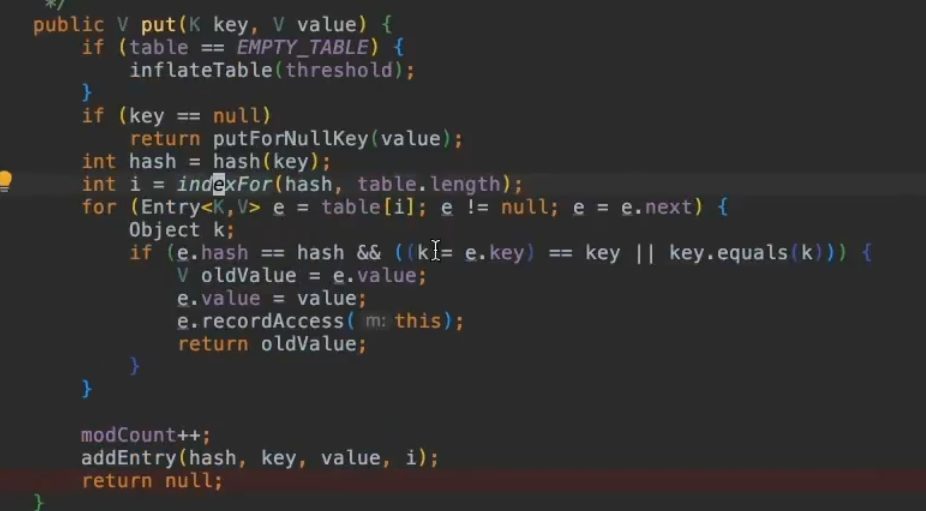 */
public V put(K key, V value) {
if (table == EMPTY_TABLE) {
inflateTable(threshold);
}
if (key == null)
return putForNullKey(value);
int hash = hash(key);
int i = indexFor(hash, table.length);
for (Entry<K,V> e = table[i]; e != null; e = e.next) {
Object k;
if (e.hash == hash && ((k = e.key) == key || key.equals(k))) {
V oldValue = e.value;
e.value = value;
e.recordAccess( m: this);
return oldValue;
}
}
modCount++;
addEntry(hash, key, value, i);
return null;
}